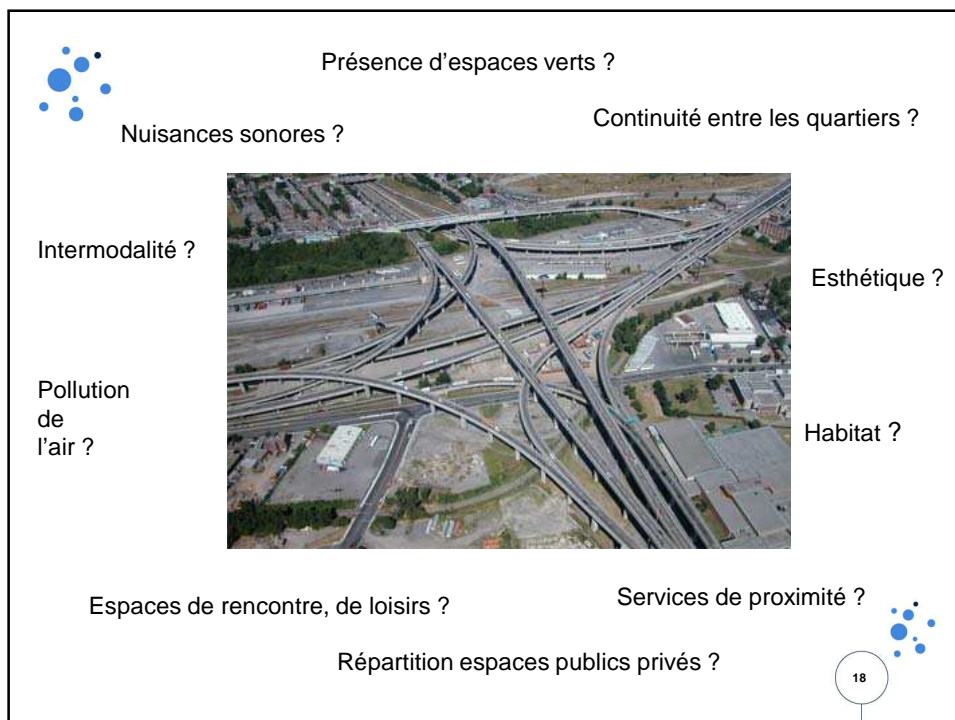 Présence d'espaces verts ?
Continuité entre les quartiers ?
Nuisances sonores ?
Intermodalité ?
Esthétique ?
Pollution
de
l'air ?
Habitat ?
Espaces de rencontre, de loisirs ?
Services de proximité ?
Répartition espaces publics privés ?
18